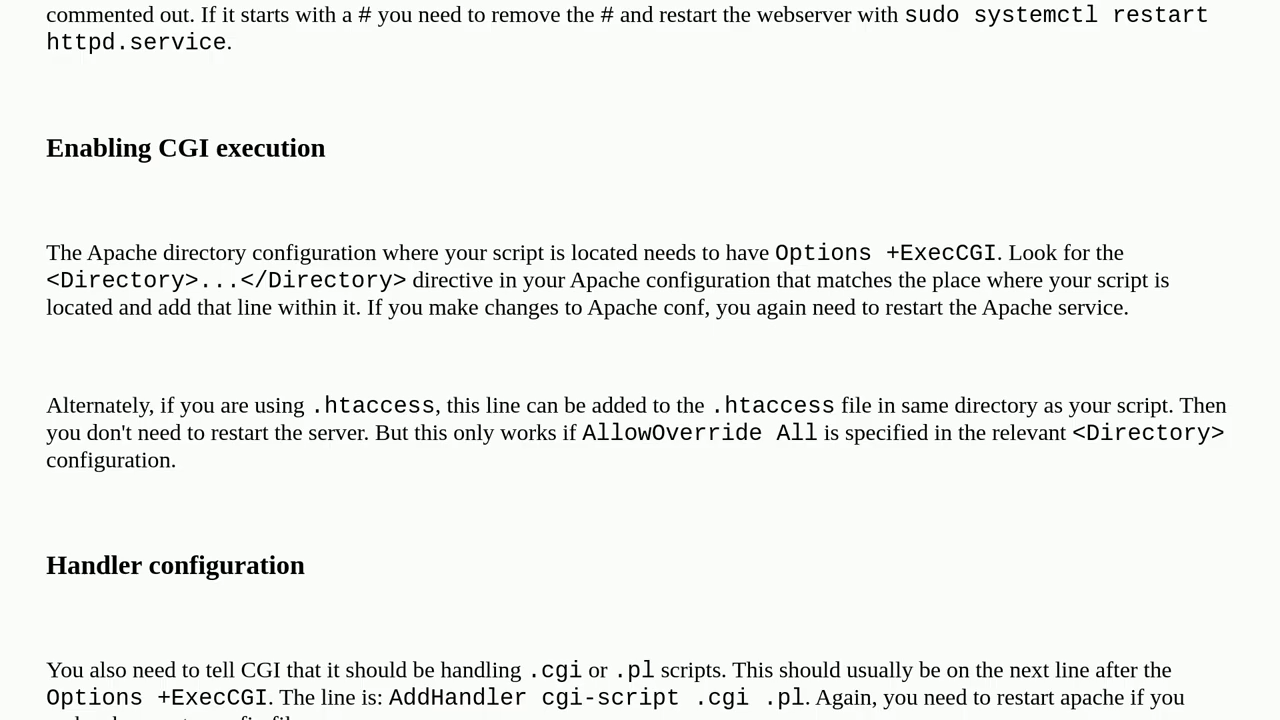 commented out. If it starts with a # you need to remove the # and restart the webserver with sudo systemctl restart
httpd.service.
Enabling CGI execution
The Apache directory configuration where your script is located needs to have Options +ExecCGI. Look for the
<Directory>...</Directory> directive in your Apache configuration that matches the place where your script is
located and add that line within it. If you make changes to Apache conf, you again need to restart the Apache service.
Alternately, if you are using .htaccess, this line can be added to the .htaccess file in same directory as your script. Then
you don't need to restart the server. But this only works if AllowOverride All is specified in the relevant <Directory>
configuration.
Handler configuration
You also need to tell CGI that it should be handling .cgi or .pl scripts. This should usually be on the next line after the
Options +ExecCGI. The line is: AddHandler cgi-script .cgi .pl. Again, you need to restart apache if you